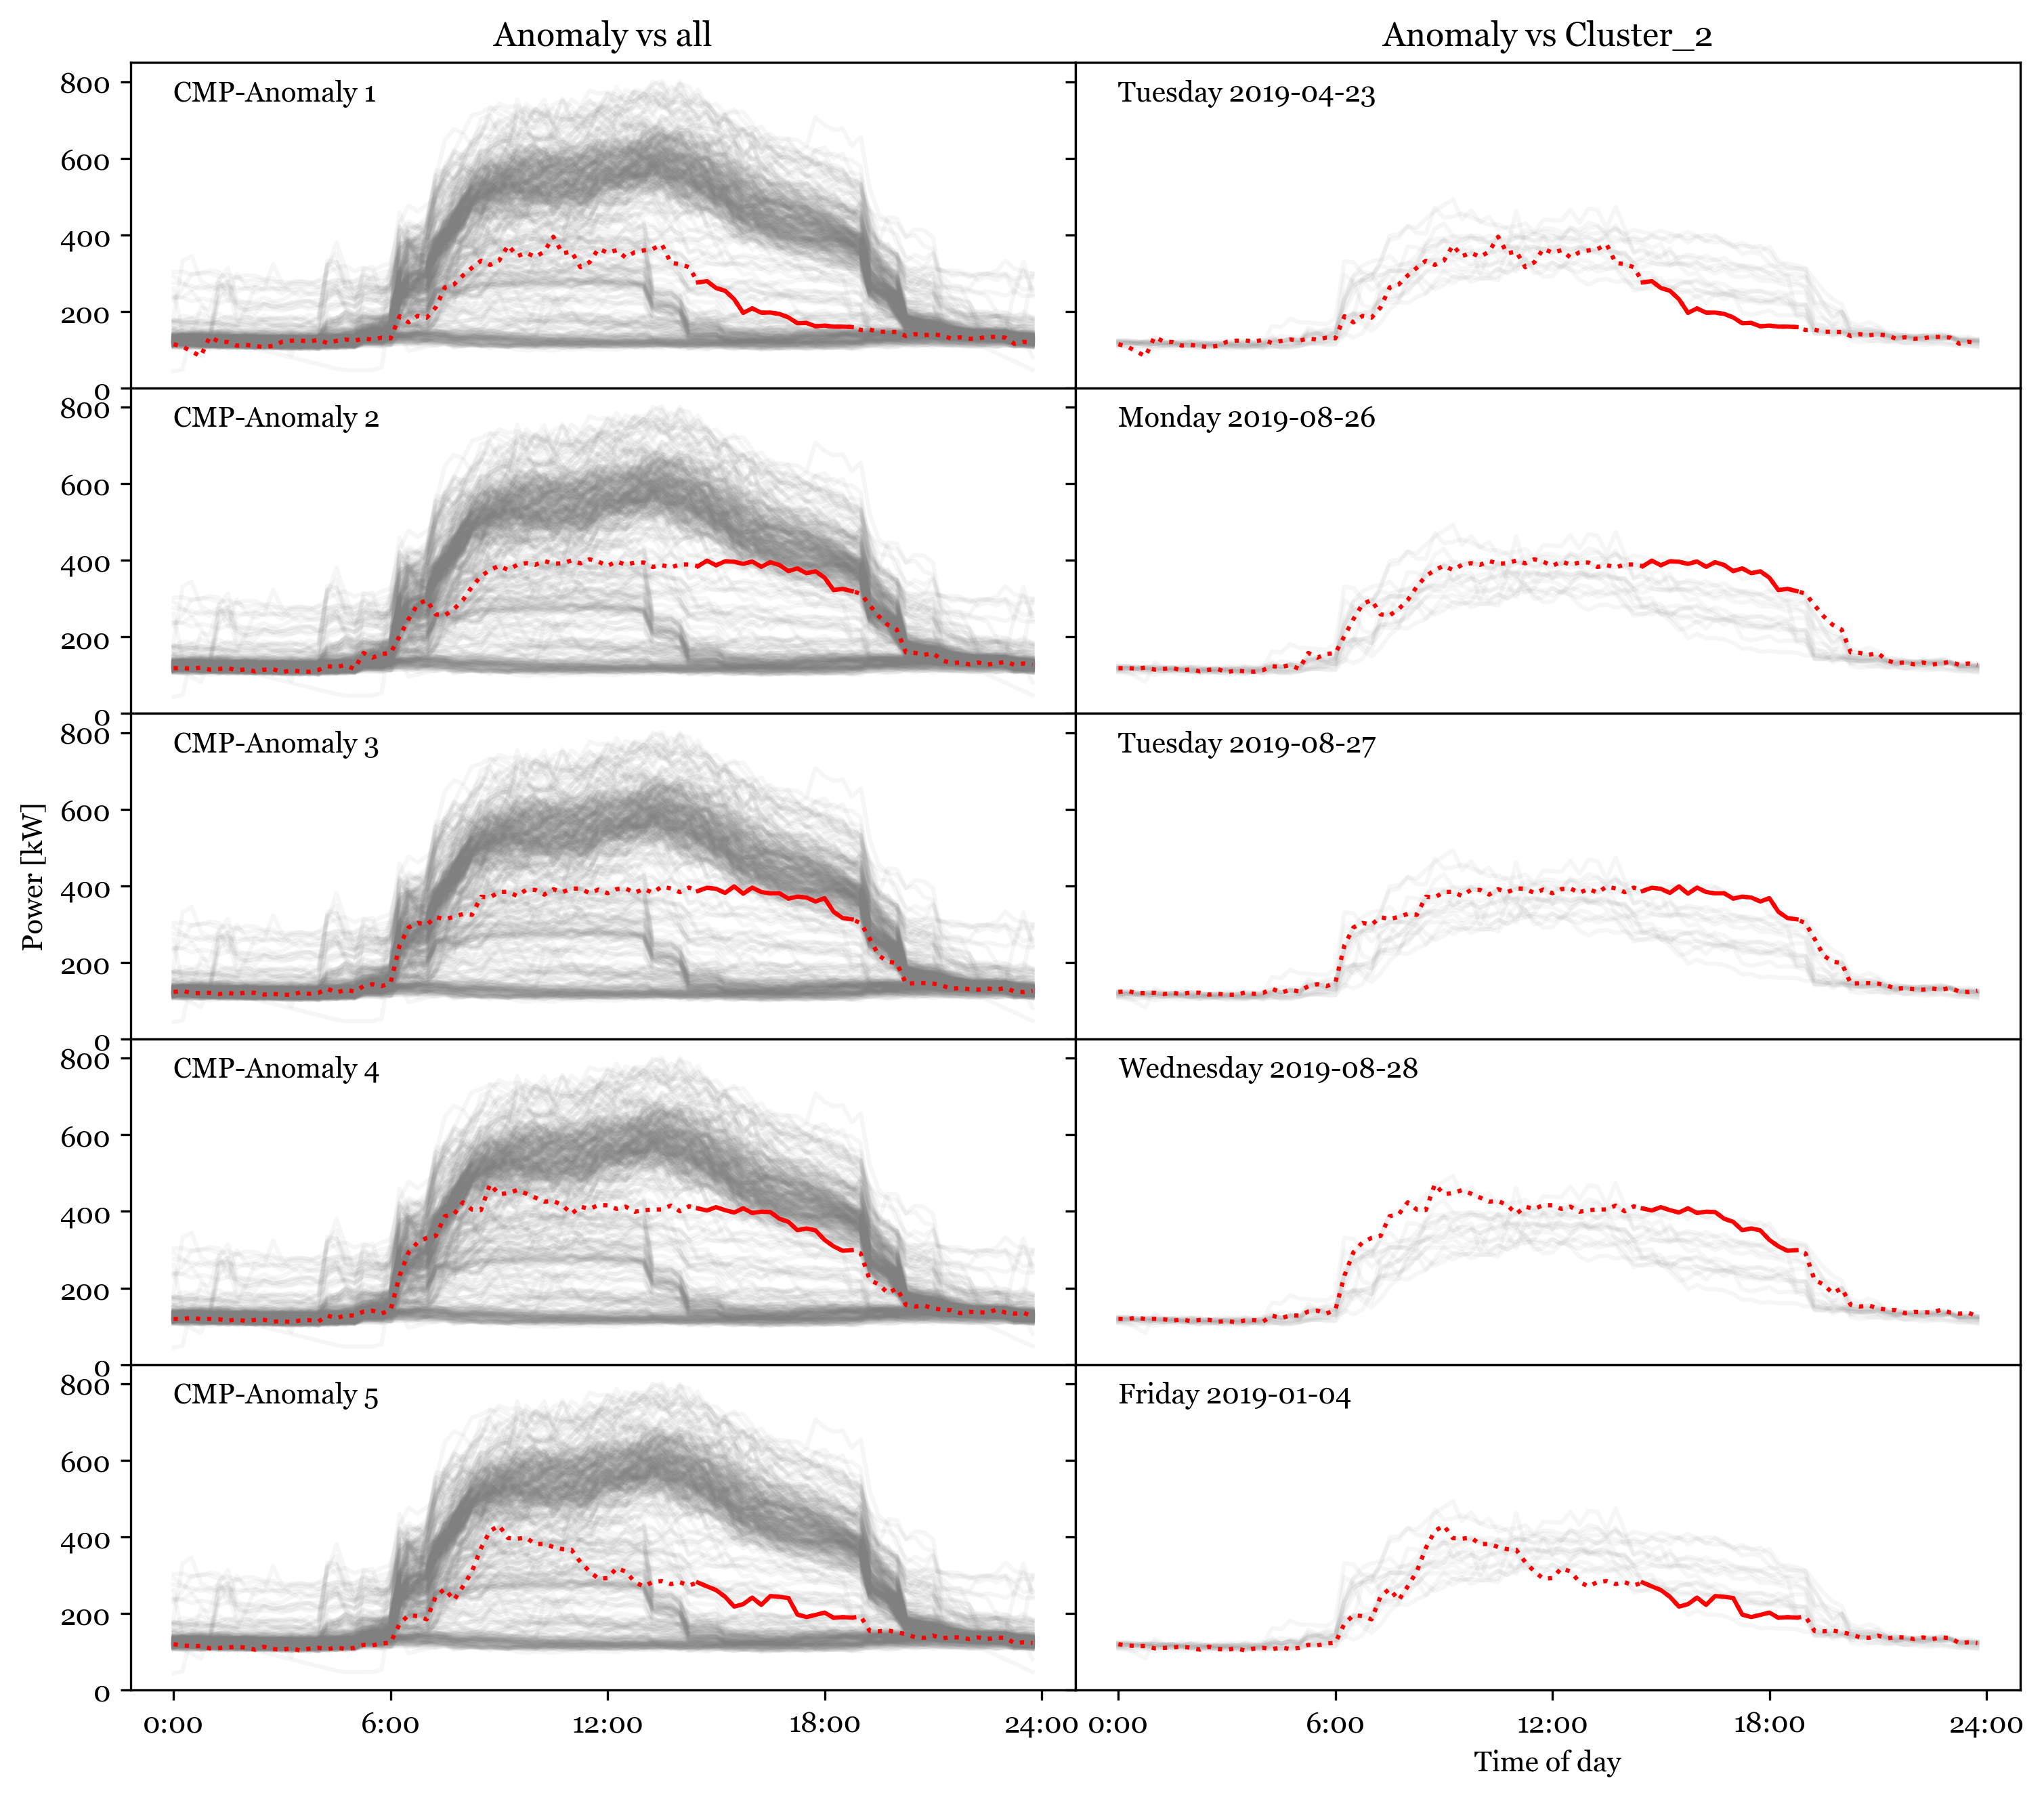 Anomaly vs all
Anomaly vs Cluster_2
800
CMP-Anomaly 1
Tuesday 2019-04-23
600
400
200
0
800
CMP-Anomaly 2
Monday 2019-08-26
600
400
200
0
800
CMP-Anomaly 3
Tuesday 2019-08-27
600
400
200
0
Power [kW]
800
CMP-Anomaly 4
Wednesday 2019-08-28
600
400
200
0
800
CMP-Anomaly 5
Friday 2019-01-04
600
400
200
0
0:00 6:00 12:00 18:00 24:00
0:00 6:00 12:00 18:00 24:00
Time of day